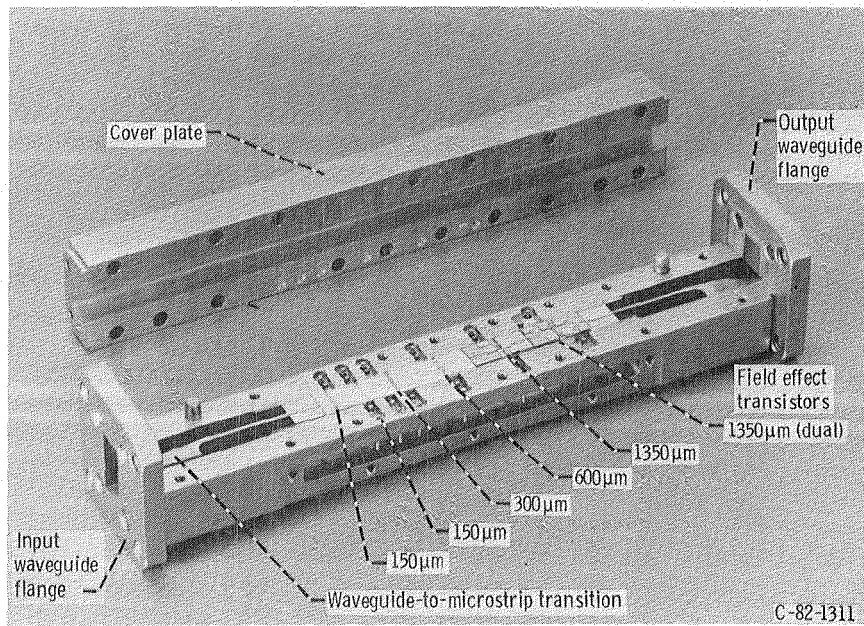 Cover plate
Output
waveguide
flange
Field effect
transistors
1350μm (dual)
1350μm
600μm
300μm
150μm
150μm
Input
waveguide
flange
Waveguide-to-microstrip transition
C-82-1311